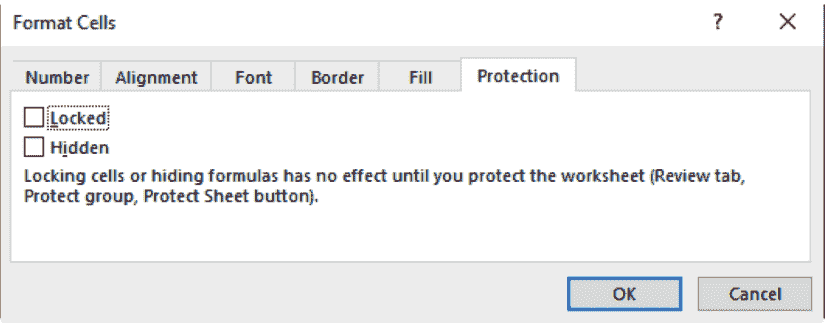 Format Cells ? ×
Number Alignment Font Border Fill Protection
Locked
Hidden
Locking cells or hiding formulas has no effect until you protect the worksheet (Review tab,
Protect group, Protect Sheet button).
OK Cancel